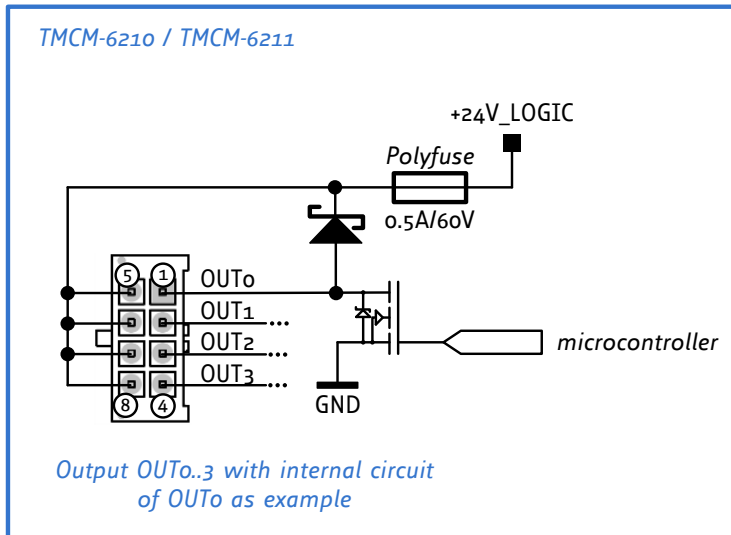 TMCM-6210 / TMCM-6211
+24V_LOGIC
Polyfuse
0.5A/60V
5 1 OUT0
OUT1 ...
OUT2 ...
OUT3 ...
8 4
microcontroller
GND
Output OUT0..3 with internal circuit
of OUT0 as example